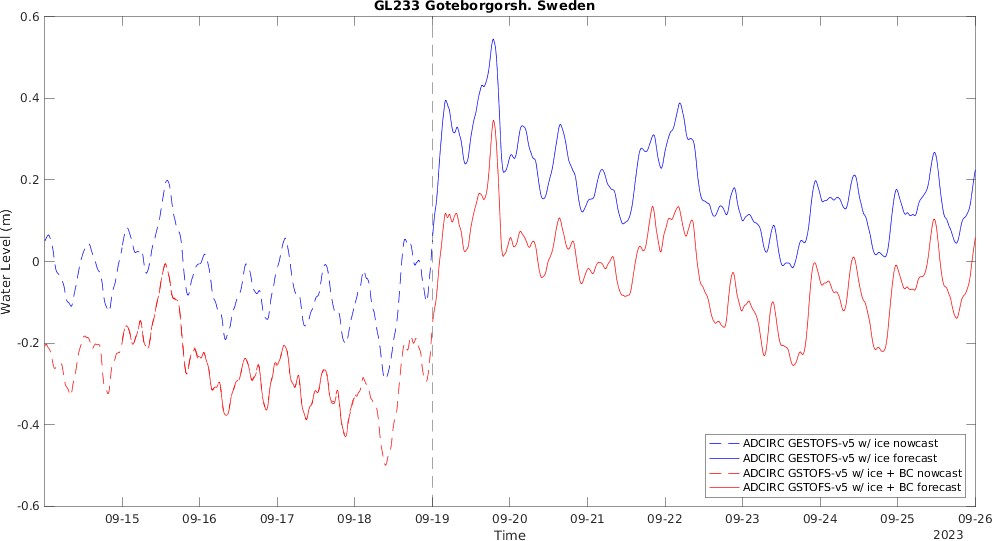 GL233 Goteborgorsh. Sweden
0.6
0.4
0.2
0
-0.2
-0.4
-0.6
Water Level (m)
ADCIRC GESTOFS-v5 w/ ice nowcast
ADCIRC GESTOFS-v5 w/ ice forecast
ADCIRC GSTOFS-v5 w/ ice + BC nowcast
ADCIRC GSTOFS-v5 w/ ice + BC forecast
09-15 09-16 09-17 09-18 09-19 09-20 09-21 09-22 09-23 09-24 09-25 09-26
Time
2023